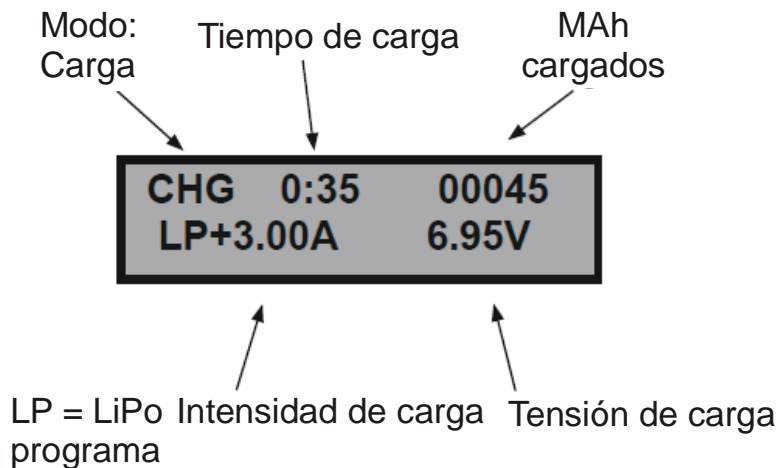 Modo:
Carga
Tiempo de carga
MAh
cargados
CHG 0:35 00045
LP+3.00A 6.95V
LP = LiPo
programa
Intensidad de carga
Tensión de carga